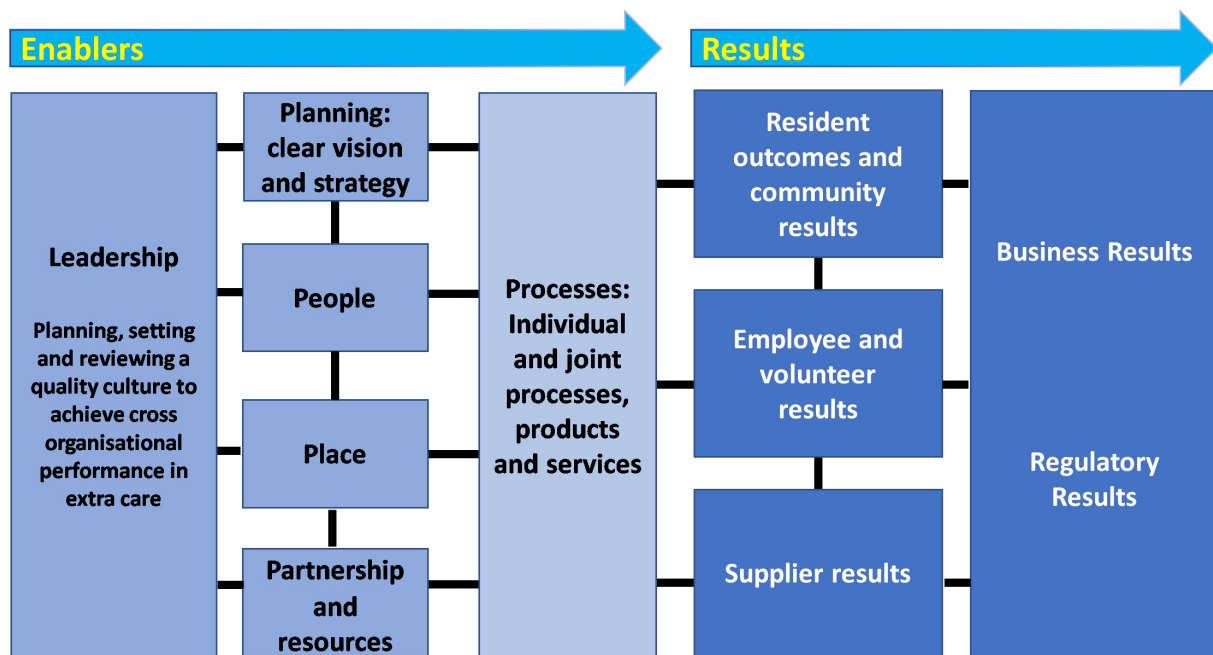 Enablers
Results
Leadership
Planning, setting
and reviewing a
quality culture to
achieve cross
organisational
performance in
extra care
Planning:
clear vision
and strategy
People
Place
Partnership
and
resources
Processes:
Individual
and joint
processes,
products
and services
Resident
outcomes and
community
results
Employee and
volunteer
results
Supplier results
Business Results
Regulatory
Results